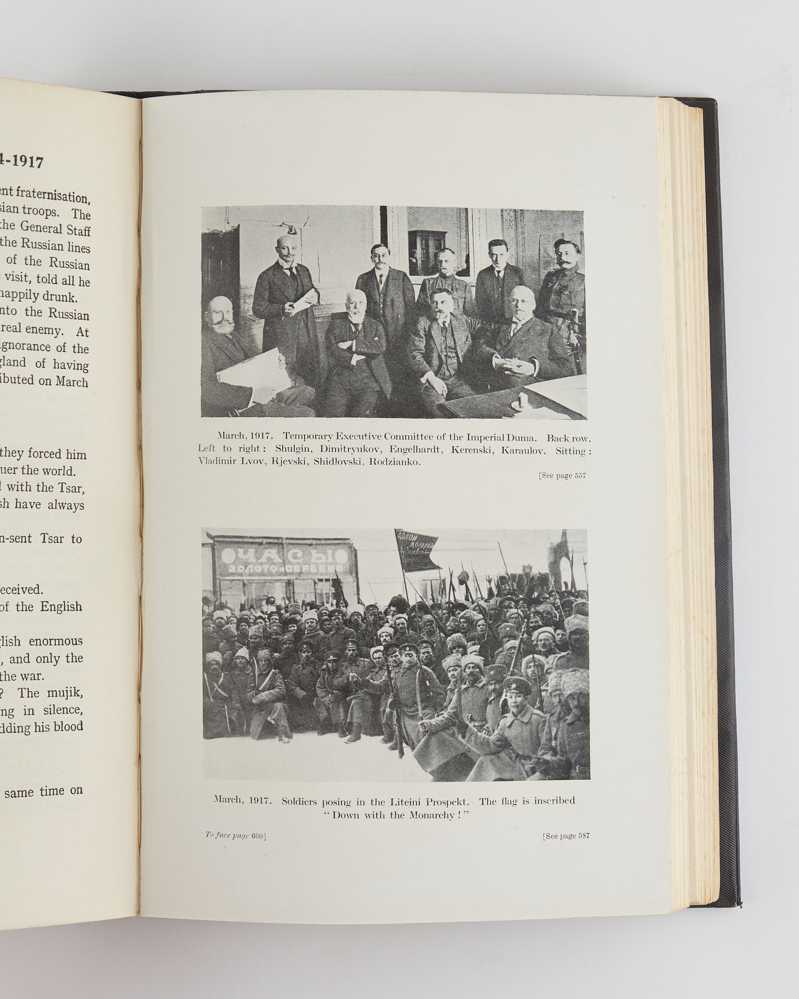 4-1917
ent fraternisation,
sian troops. The
the General Staff
the Russian lines
of the Russian
visit, told all he
happily drunk.
nto the Russian
real enemy. At
gnorance of the
gland of having
ibuted on March
they forced him
uer the world.
l with the Tsar,
sh have always
n-sent Tsar to
eceived.
of the English
glish enormous
, and only the
the war.
? The mujik,
ng in silence,
dding his blood
same time on
March, 1917. Temporary Executive Committee of the Imperial Duma. Back row.
Left to right: Shulgin, Dimitryukov, Engelhardt, Kerenski, Karaulov. Sitting:
Vladimir Lvov, Rjevski, Shidlovski, Rodzianko.
[See page 557
ЧАСЫ
ЗОЛОТО и СЕРЕБРО
March, 1917. Soldiers posing in the Liteini Prospekt. The flag is inscribed
"Down with the Monarchy!"
To face page 600]
[See page 587